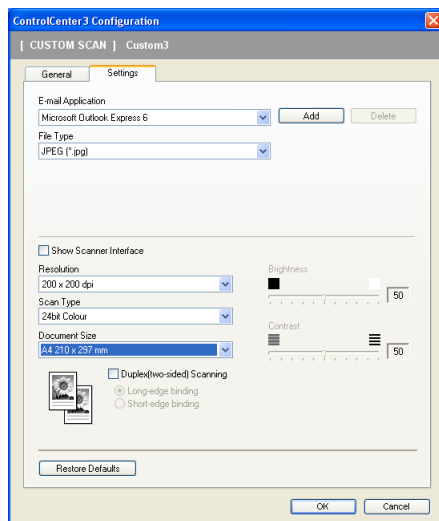 ControlCenter3 Configuration
[ CUSTOM SCAN ] Custom3
General Settings
E-mail Application
Microsoft Outlook Express 6 Add Delete
File Type
JPEG (*.jpg)
Show Scanner Interface
Resolution Brightness
200 x 200 dpi
50
Scan Type
24bit Colour
Contrast
Document Size
A4 210 x 297 mm 50
Duplex(two-sided) Scanning
Long-edge binding
Short-edge binding
Restore Defaults
OK Cancel